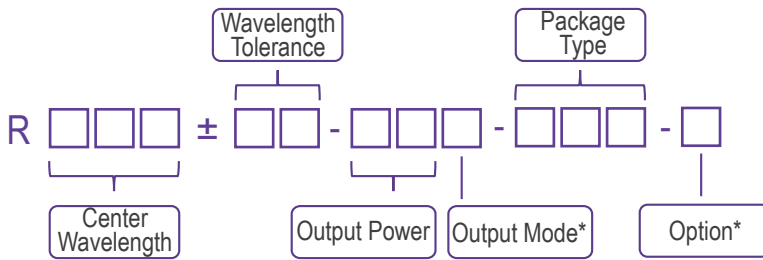 Wavelength
Tolerance
Package
Type
R ± - - -
Center
Wavelength
Output Power
Output Mode*
Option*